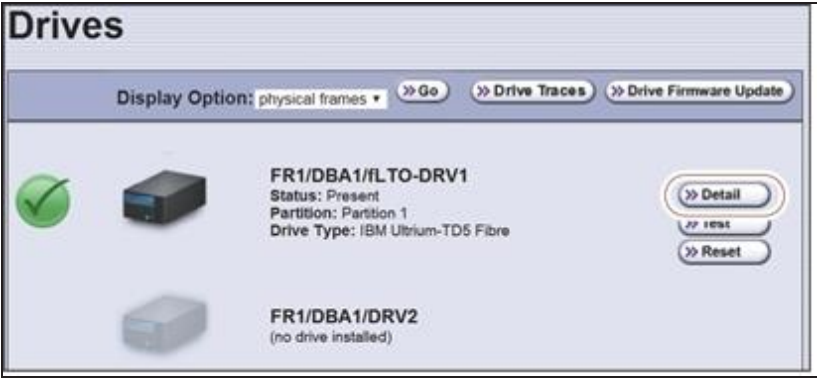 Drives
Display Option: physical frames ▾ >> Go >> Drive Traces >> Drive Firmware Update
FR1/DBA1/fLTO-DRV1
Status: Present
Partition: Partition 1
Drive Type: IBM Ultrium-TD5 Fibre
>> Detail
>> Test
>> Reset
FR1/DBA1/DRV2
(no drive installed)